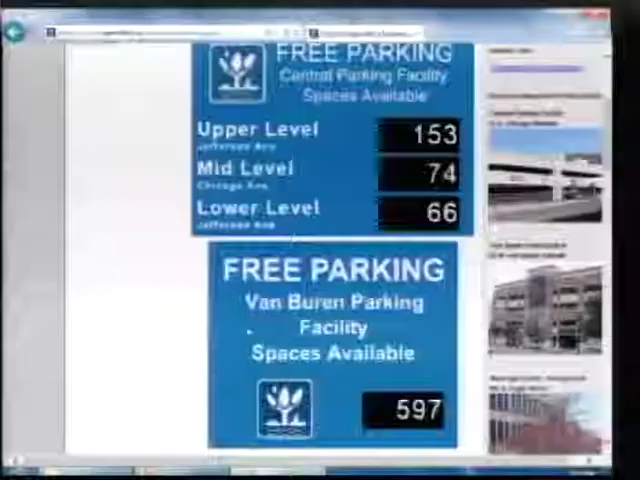 FREE PARKING
Central Parking Facility
Spaces Available
Upper Level 153
Jefferson Ave.
Mid Level 74
Chicago Ave.
Lower Level 66
Jefferson Ave.
FREE PARKING
Van Buren Parking
Facility
Spaces Available
597